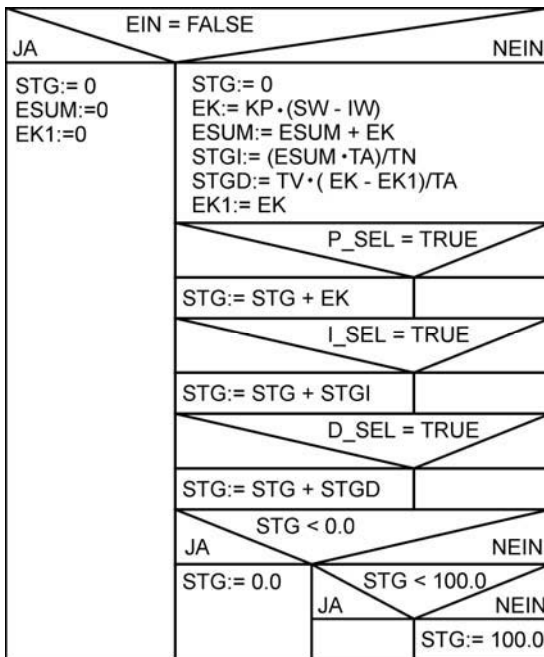 EIN = FALSE
JA NEIN
STG:= 0
ESUM:=0
EK1:=0
STG:= 0
EK:= KP·(SW - IW)
ESUM:= ESUM + EK
STGI:= (ESUM·TA)/TN
STGD:= TV·( EK - EK1)/TA
EK1:= EK
P_SEL = TRUE
STG:= STG + EK
I_SEL = TRUE
STG:= STG + STGI
D_SEL = TRUE
STG:= STG + STGD
STG < 0.0
JA NEIN
STG:= 0.0
STG < 100.0
JA NEIN
STG:= 100.0